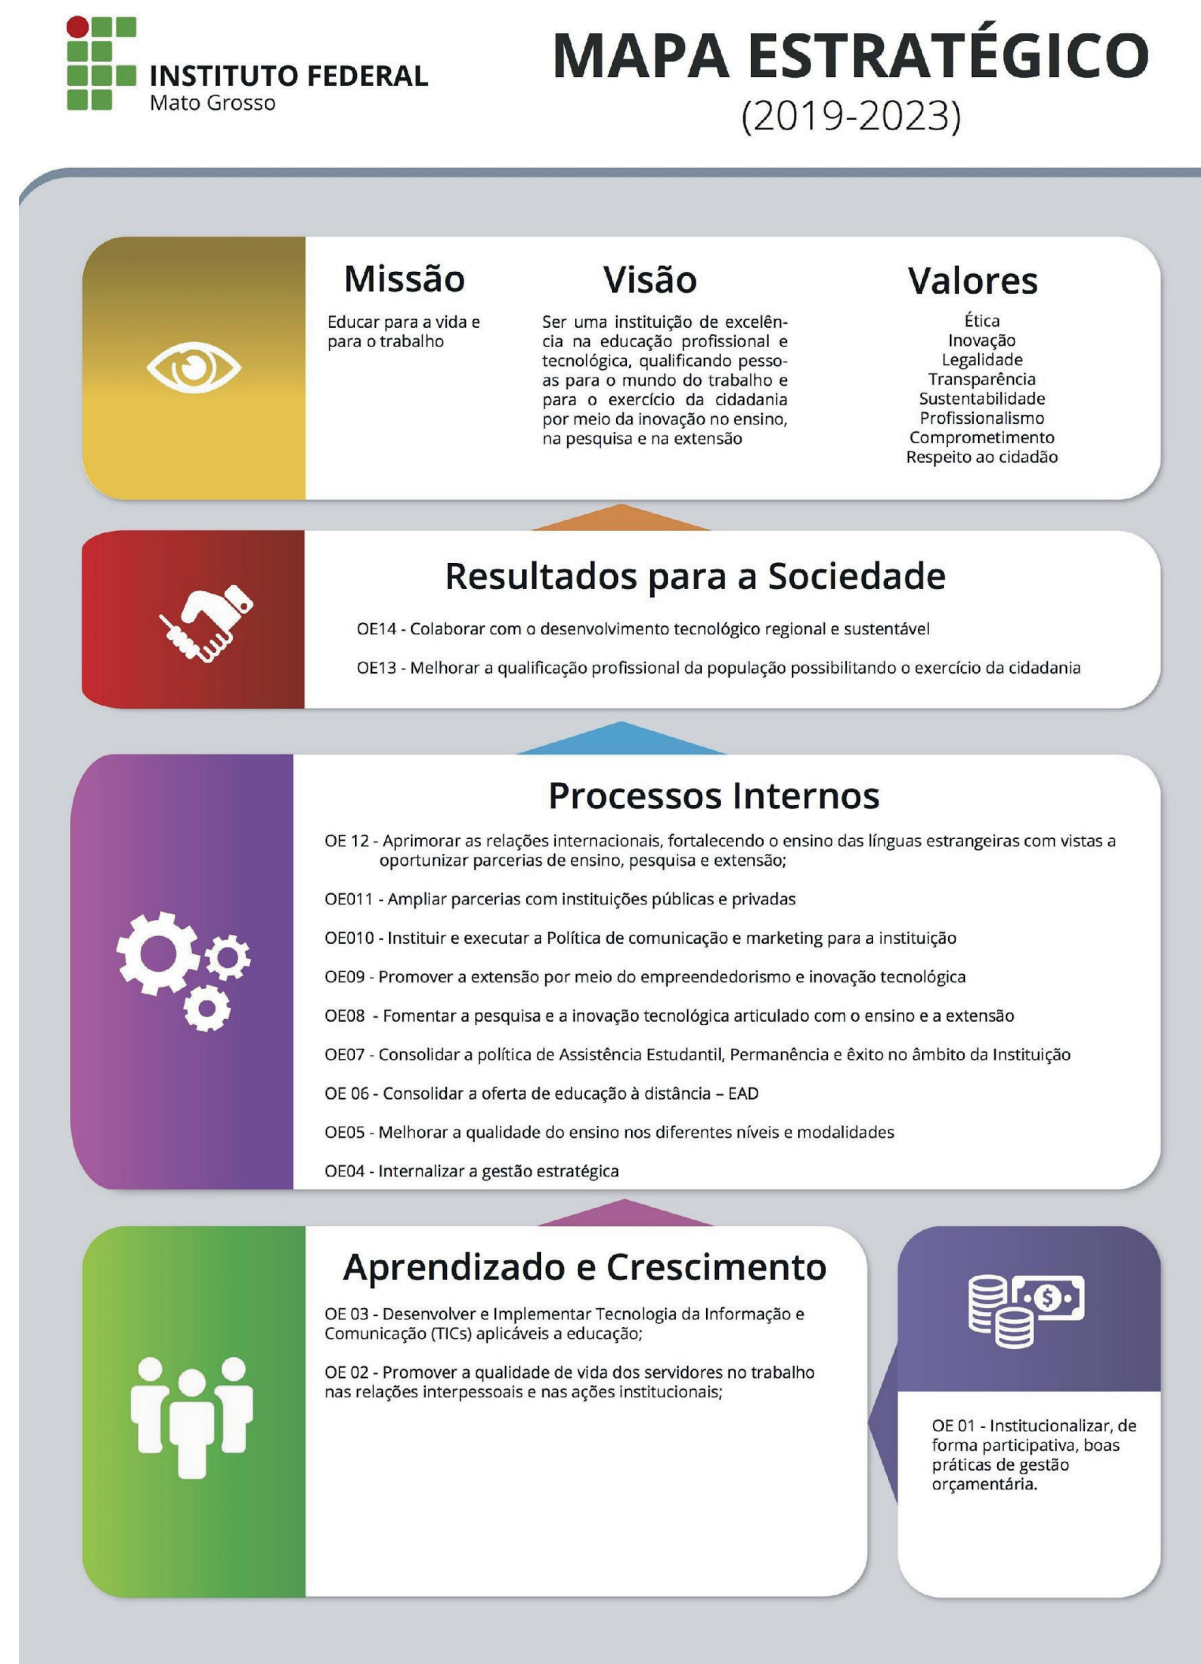 INSTITUTO FEDERAL
Mato Grosso
MAPA ESTRATÉGICO
(2019-2023)
Missão
Educar para a vida e
para o trabalho
Visão
Ser uma instituição de excelên-
cia na educação profissional e
tecnológica, qualificando pesso-
as para o mundo do trabalho e
para o exercício da cidadania
por meio da inovação no ensino,
na pesquisa e na extensão
Valores
Ética
Inovação
Legalidade
Transparência
Sustentabilidade
Profissionalismo
Comprometimento
Respeito ao cidadão
Resultados para a Sociedade
OE14 - Colaborar com o desenvolvimento tecnológico regional e sustentável
OE13 - Melhorar a qualificação profissional da população possibilitando o exercício da cidadania
Processos Internos
OE 12 - Aprimorar as relações internacionais, fortalecendo o ensino das línguas estrangeiras com vistas a
oportunizar parcerias de ensino, pesquisa e extensão;
OE011 - Ampliar parcerias com instituições públicas e privadas
OE010 - Instituir e executar a Política de comunicação e marketing para a instituição
OE09 - Promover a extensão por meio do empreendedorismo e inovação tecnológica
OE08 - Fomentar a pesquisa e a inovação tecnológica articulado com o ensino e a extensão
OE07 - Consolidar a política de Assistência Estudantil, Permanência e êxito no âmbito da Instituição
OE 06 - Consolidar a oferta de educação à distância – EAD
OE05 - Melhorar a qualidade do ensino nos diferentes níveis e modalidades
OE04 - Internalizar a gestão estratégica
Aprendizado e Crescimento
OE 03 - Desenvolver e Implementar Tecnologia da Informação e
Comunicação (TICs) aplicáveis a educação;
OE 02 - Promover a qualidade de vida dos servidores no trabalho
nas relações interpessoais e nas ações institucionais;
OE 01 - Institucionalizar, de
forma participativa, boas
práticas de gestão
orçamentária.